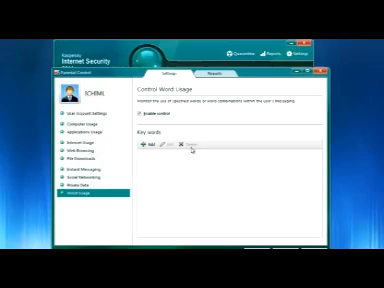 Kaspersky
Internet Security
Quarantine
Reports
Settings
Parental Control
Settings
Reports
Control Word Usage
Enable control
Key words
Add
User Account Settings
Computer Usage
Applications Usage
Internet Usage
Web Browsing
File Downloads
Instant Messaging
Social Networking
Private Data
Word Usage